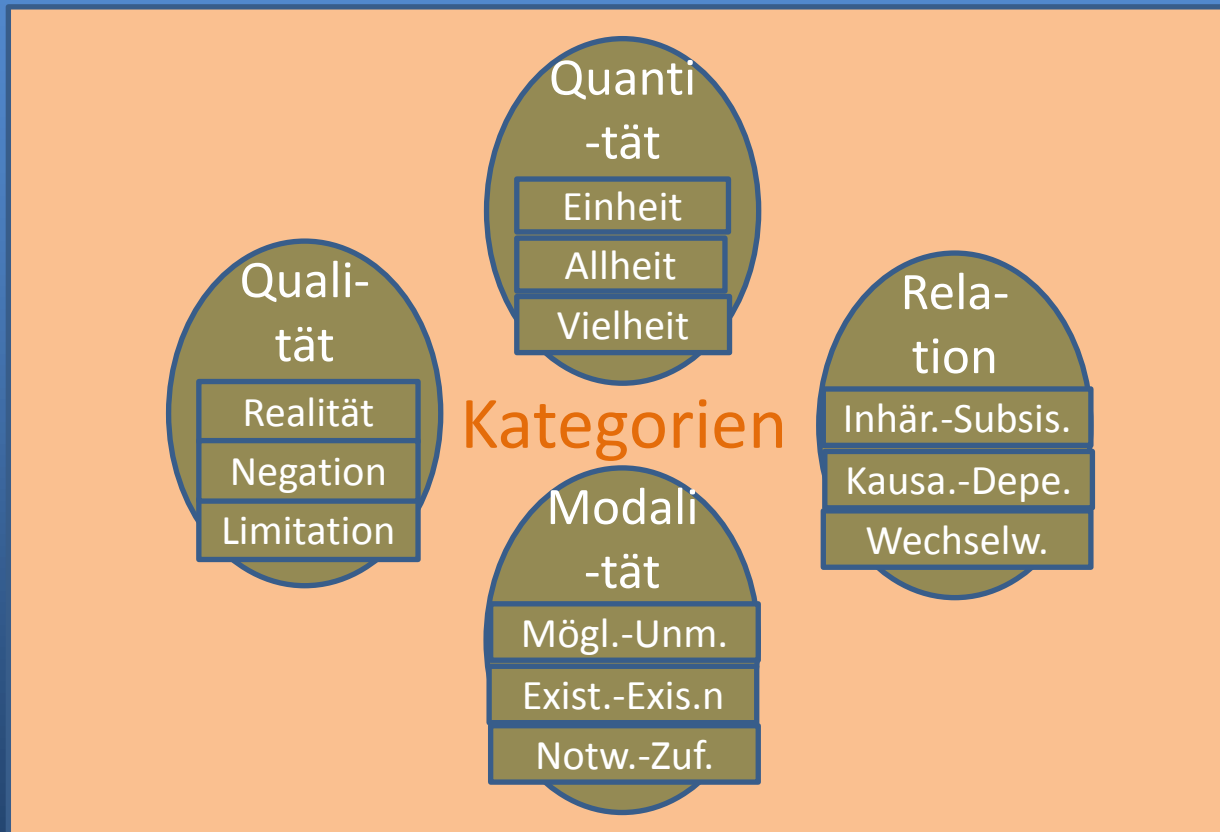 Quanti
-tät
Einheit
Allheit
Vielheit
Quali-
tät
Realität
Negation
Limitation
Kategorien
Rela-
tion
Inhär.-Subsis.
Kausa.-Depe.
Wechselw.
Modali
-tät
Mögl.-Unm.
Exist.-Exis.n
Notw.-Zuf.